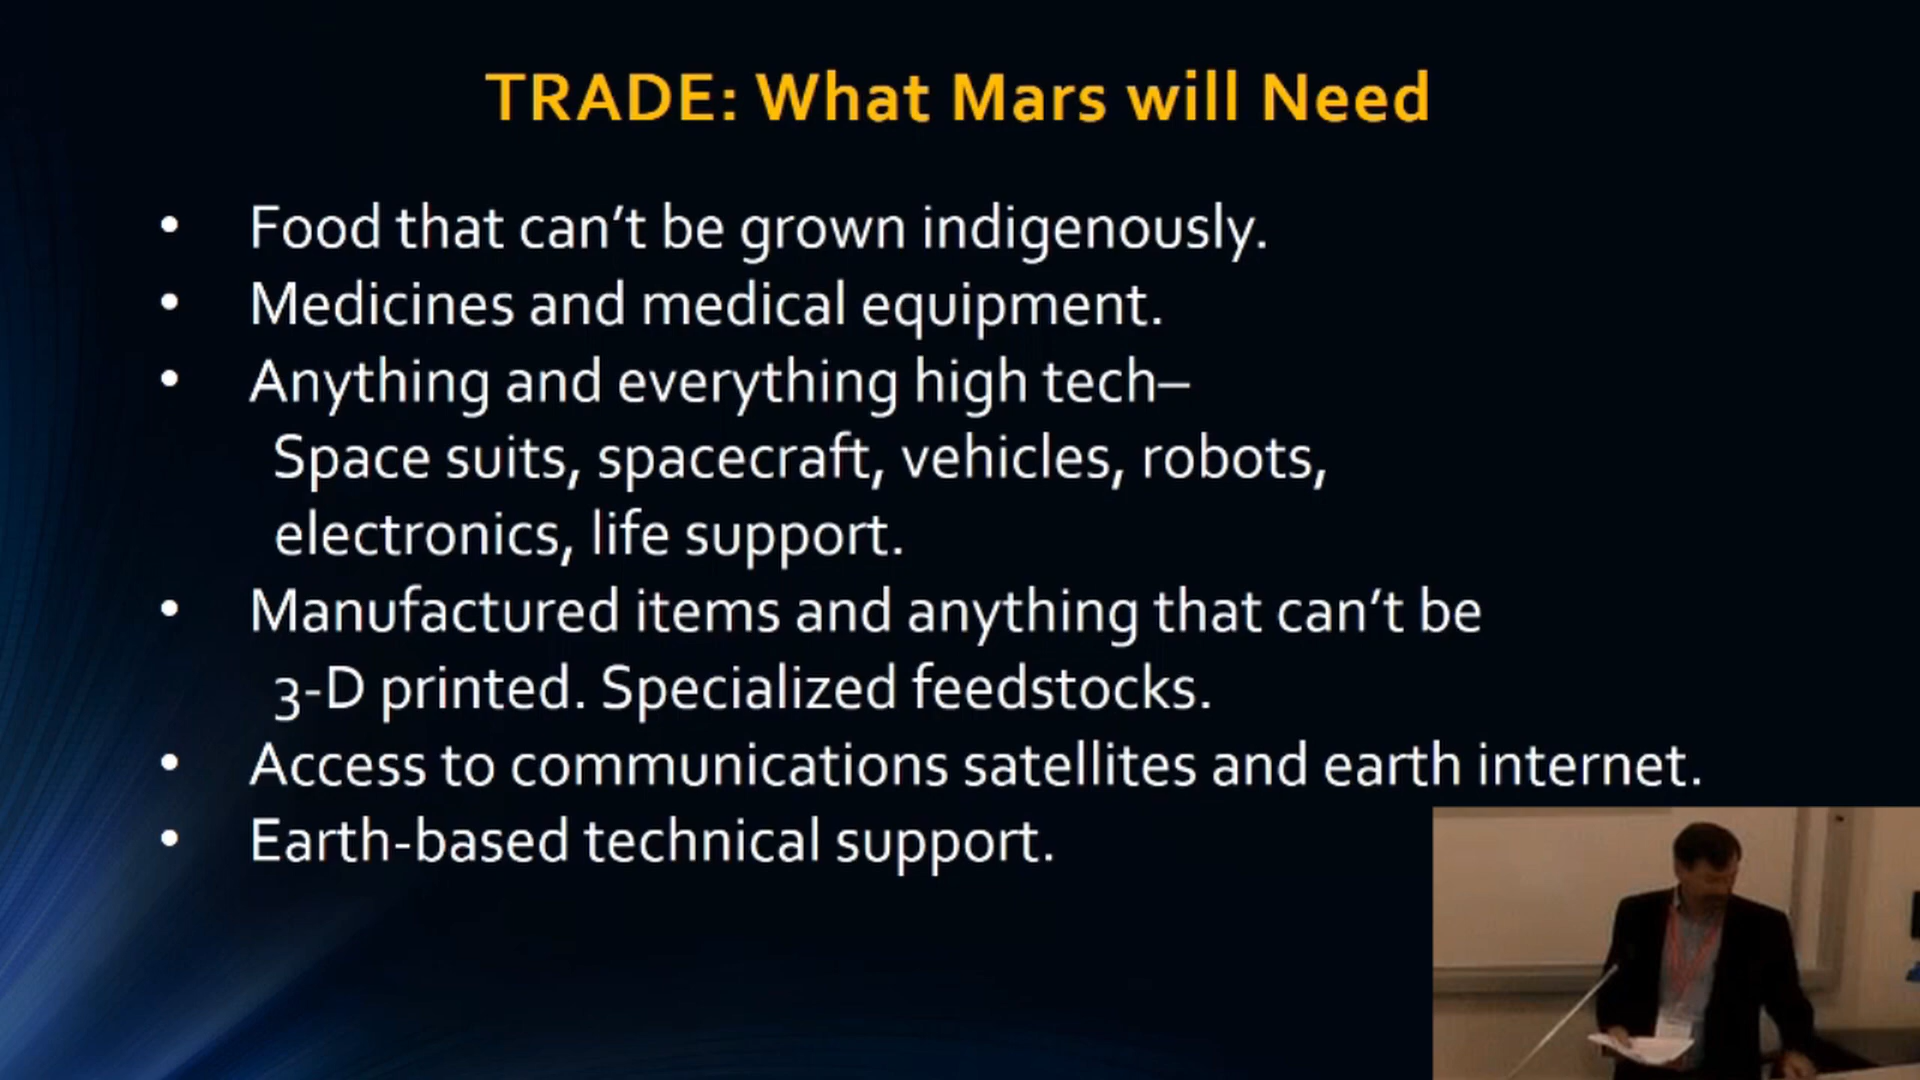 TRADE: What Mars will Need
• Food that can’t be grown indigenously.
• Medicines and medical equipment.
• Anything and everything high tech–
Space suits, spacecraft, vehicles, robots,
electronics, life support.
• Manufactured items and anything that can’t be
3-D printed. Specialized feedstocks.
• Access to communications satellites and earth internet.
• Earth-based technical support.